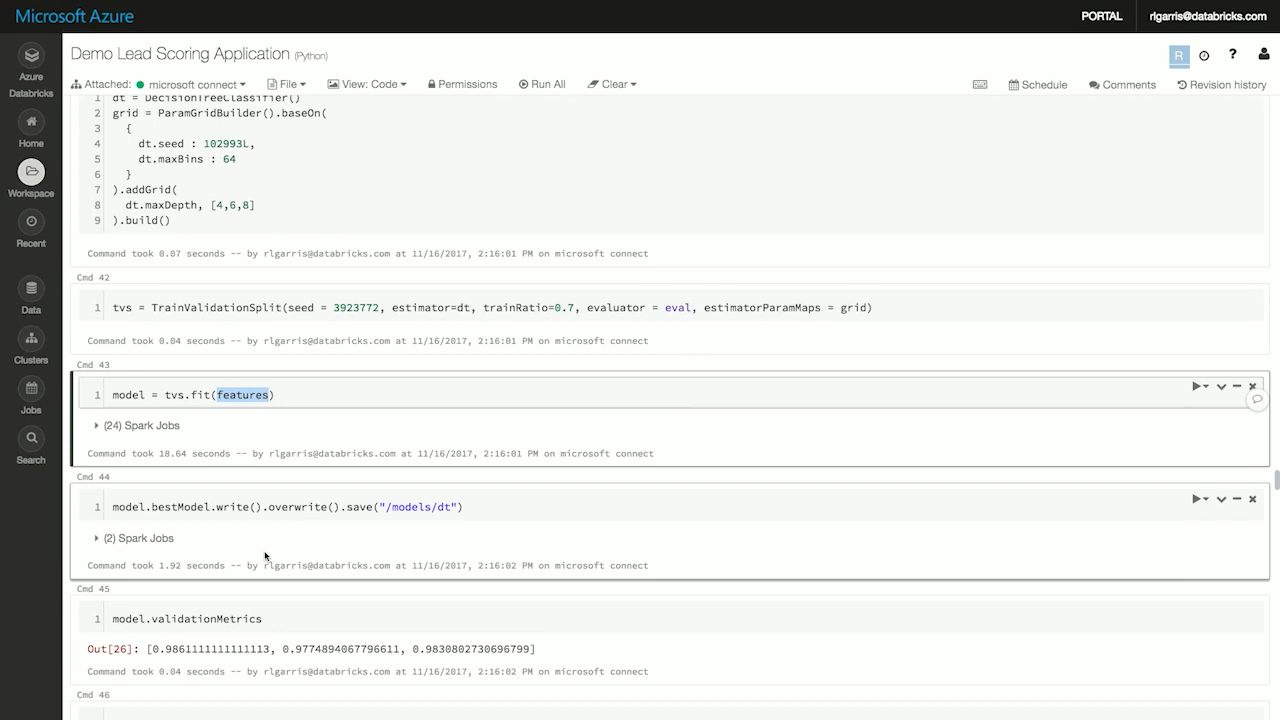 Microsoft Azure
PORTAL
rlgarris@databricks.com
Azure
Databricks
Home
Workspace
Recent
Data
Clusters
Jobs
Search
Demo Lead Scoring Application (Python)
R
?
Attached: microsoft connect
File
View: Code
Permissions
Run All
Clear
Schedule
Comments
Revision history
1 dt = DecisionTreeClassifier()
2 grid = ParamGridBuilder().baseOn(
3 {
4 dt.seed : 102993L,
5 dt.maxBins : 64
6 }
7 ).addGrid(
8 dt.maxDepth, [4,6,8]
9 ).build()
Command took 0.07 seconds -- by rlgarris@databricks.com at 11/16/2017, 2:16:01 PM on microsoft connect
Cmd 42
1 tvs = TrainValidationSplit(seed = 3923772, estimator=dt, trainRatio=0.7, evaluator = eval, estimatorParamMaps = grid)
Command took 0.04 seconds -- by rlgarris@databricks.com at 11/16/2017, 2:16:01 PM on microsoft connect
Cmd 43
1 model = tvs.fit(features)
(24) Spark Jobs
Command took 18.64 seconds -- by rlgarris@databricks.com at 11/16/2017, 2:16:01 PM on microsoft connect
Cmd 44
1 model.bestModel.write().overwrite().save("/models/dt")
(2) Spark Jobs
Command took 1.92 seconds -- by rlgarris@databricks.com at 11/16/2017, 2:16:02 PM on microsoft connect
Cmd 45
1 model.validationMetrics
Out[26]: [0.9861111111111113, 0.9774894067796611, 0.9830802730696799]
Command took 0.04 seconds -- by rlgarris@databricks.com at 11/16/2017, 2:16:02 PM on microsoft connect
Cmd 46